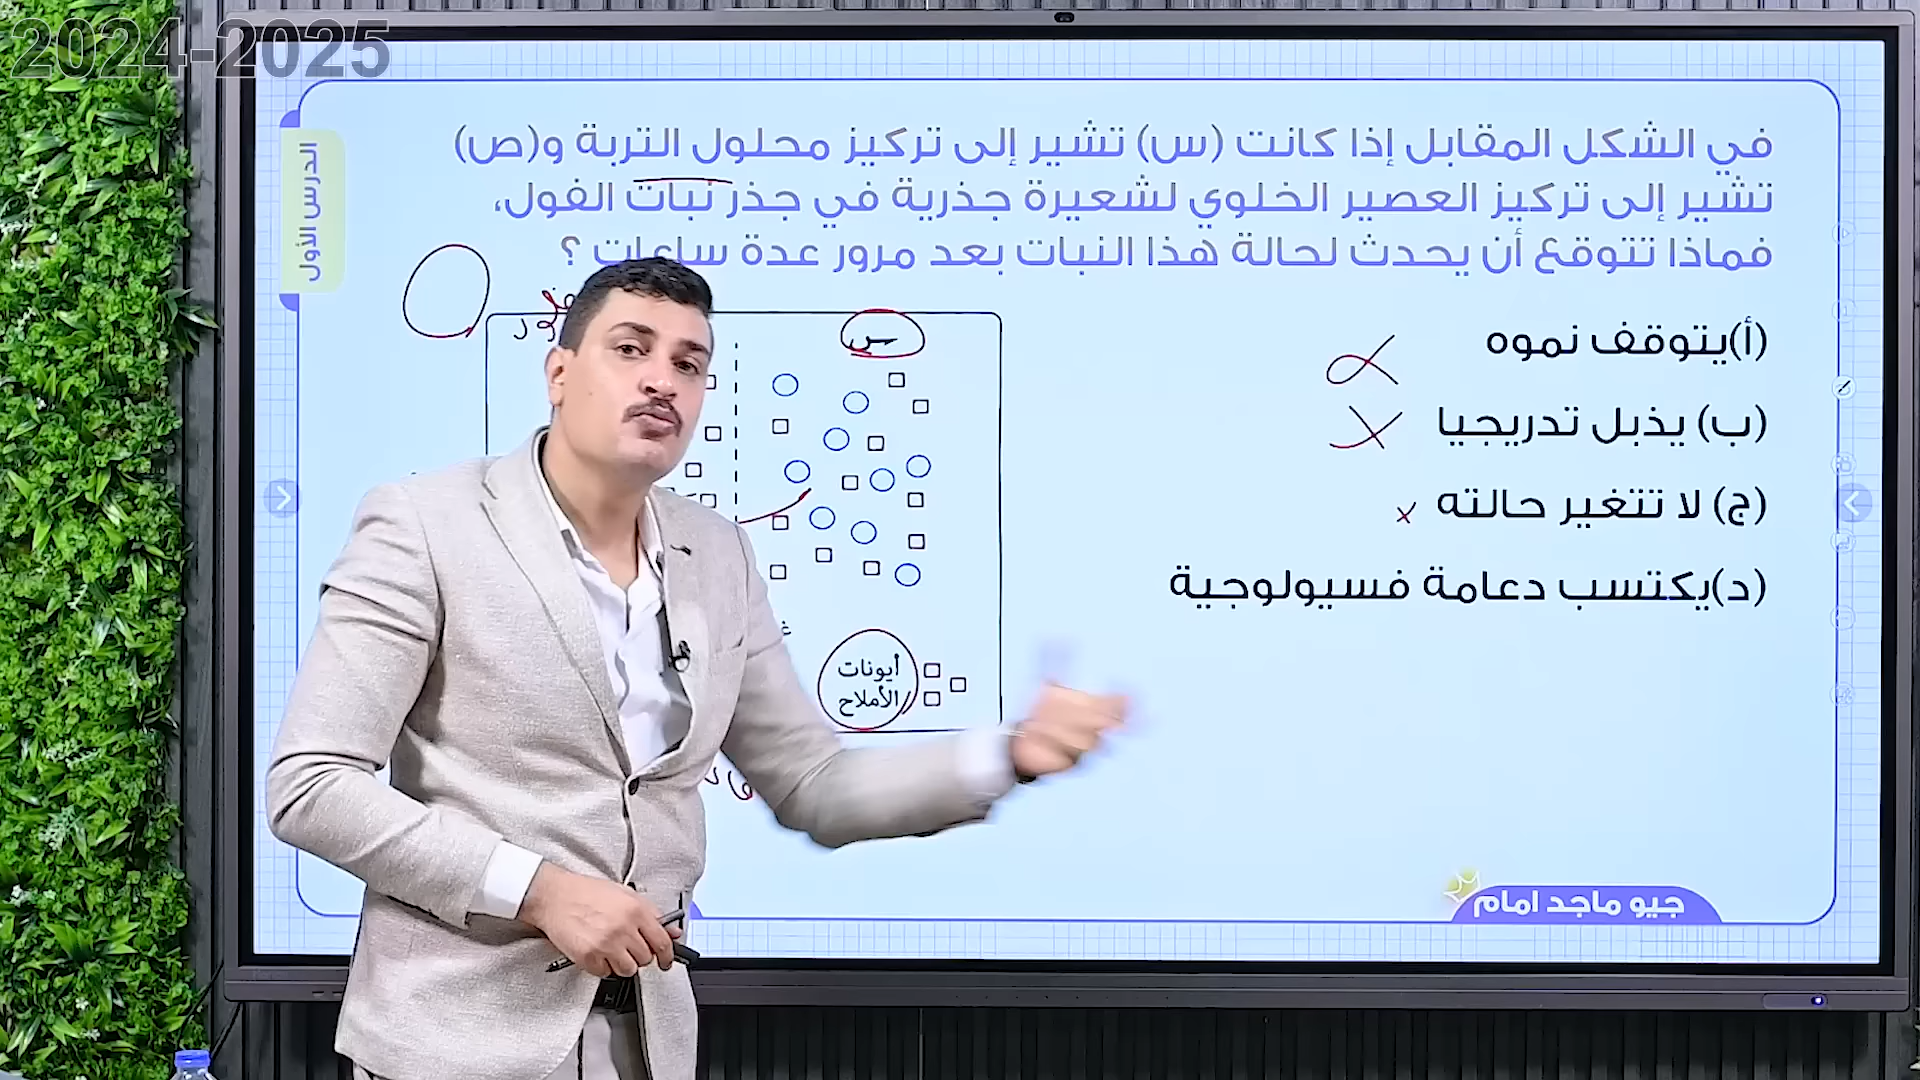 2024-2025
الدرس الأول
في الشكل المقابل إذا كانت (س) تشير إلى تركيز محلول التربة و(ص)
تشير إلى تركيز العصير الخلوي لشعيرة جذرية في جذر نبات الفول،
فماذا تتوقع أن يحدث لحالة هذا النبات بعد مرور عدة ساعات ؟
(أ)يتوقف نموه
(ب) يذبل تدريجيا
(ج) لا تتغير حالته
(د)يكتسب دعامة فسيولوجية
س
أيونات
الأملاح
جيو ماجد امام